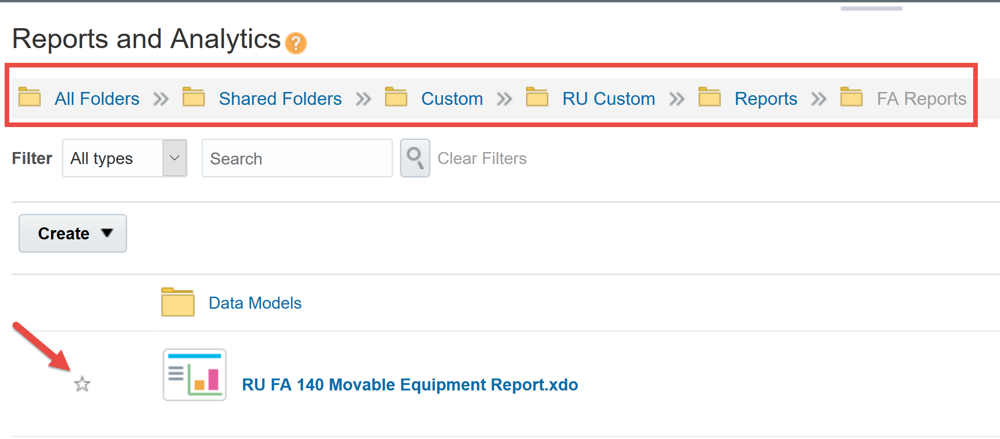 Reports and Analytics ?
All Folders Shared Folders Custom RU Custom Reports FA Reports
Filter All types Search Clear Filters
Create
Data Models
RU FA 140 Movable Equipment Report.xdo